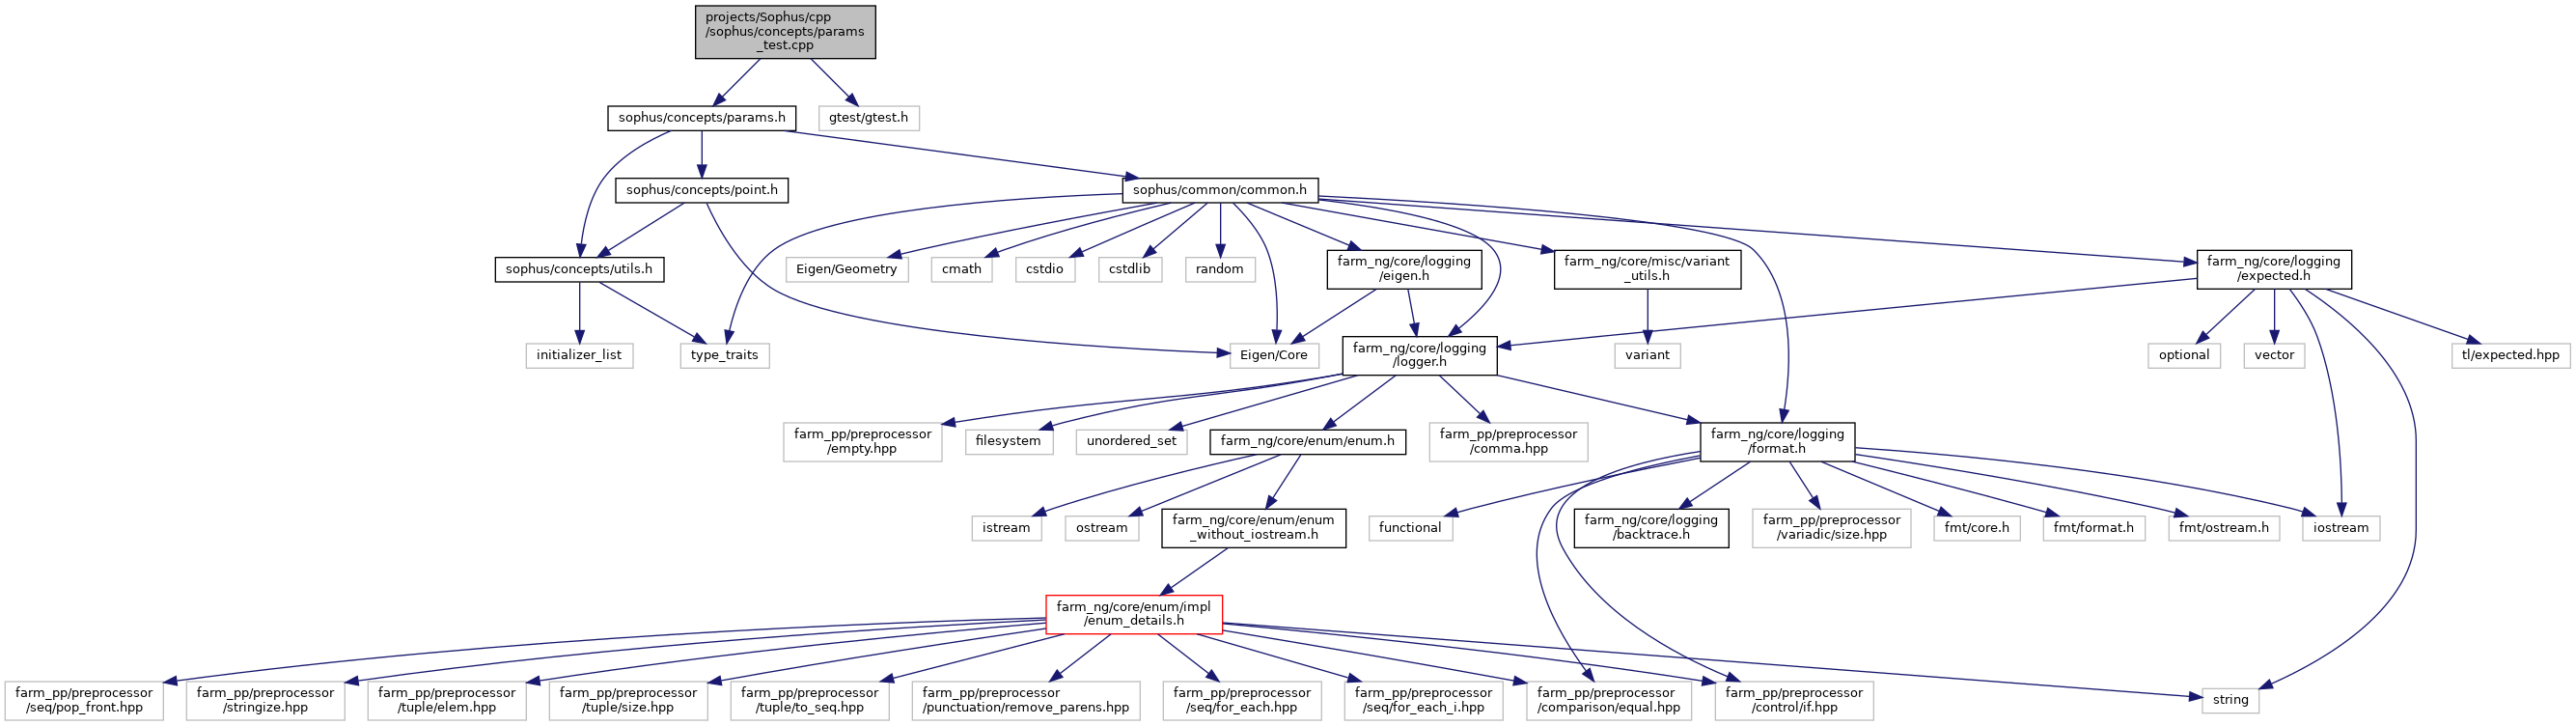 projects/Sophus/cpp
/sophus/concepts/params
_test.cpp
sophus/concepts/params.h
gtest/gtest.h
sophus/concepts/point.h
sophus/common/common.h
sophus/concepts/utils.h
Eigen/Geometry
cmath
cstdio
cstdlib
random
farm_ng/core/logging
/eigen.h
farm_ng/core/misc/variant
_utils.h
farm_ng/core/logging
/expected.h
initializer_list
type_traits
Eigen/Core
farm_ng/core/logging
/logger.h
variant
optional
vector
tl/expected.hpp
farm_pp/preprocessor
/empty.hpp
filesystem
unordered_set
farm_ng/core/enum/enum.h
farm_pp/preprocessor
/comma.hpp
farm_ng/core/logging
/format.h
istream
ostream
farm_ng/core/enum/enum
_without_iostream.h
functional
farm_ng/core/logging
/backtrace.h
farm_pp/preprocessor
/variadic/size.hpp
fmt/core.h
fmt/format.h
fmt/ostream.h
iostream
farm_ng/core/enum/impl
/enum_details.h
farm_pp/preprocessor
/seq/pop_front.hpp
farm_pp/preprocessor
/stringize.hpp
farm_pp/preprocessor
/tuple/elem.hpp
farm_pp/preprocessor
/tuple/size.hpp
farm_pp/preprocessor
/tuple/to_seq.hpp
farm_pp/preprocessor
/punctuation/remove_parens.hpp
farm_pp/preprocessor
/seq/for_each.hpp
farm_pp/preprocessor
/seq/for_each_i.hpp
farm_pp/preprocessor
/comparison/equal.hpp
farm_pp/preprocessor
/control/if.hpp
string